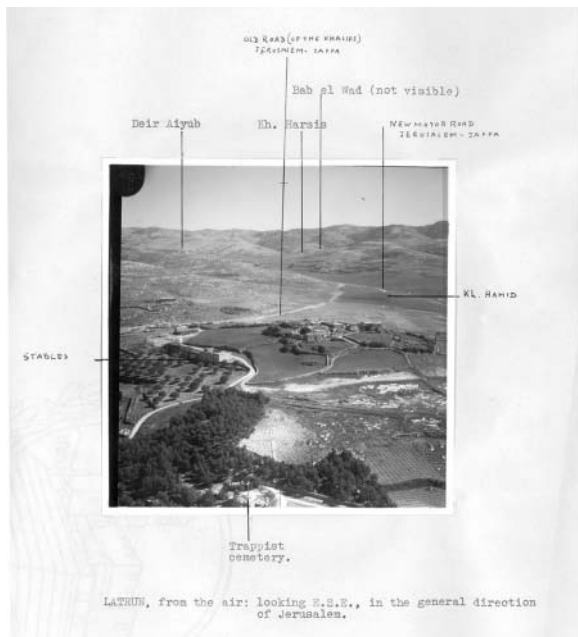 OLD ROAD (OF THE KHALIFS)
JERUSALEM - JAFFA
Bab el Wad (not visible)
Deir Aiyub
Kh. Harsis
NEW MOTOR ROAD
JERUSALEM - JAFFA
KL. HAMID
STABLES
Trappist
cemetery.
LATRUN, from the air: looking E.S.E., in the general direction
of Jerusalem.